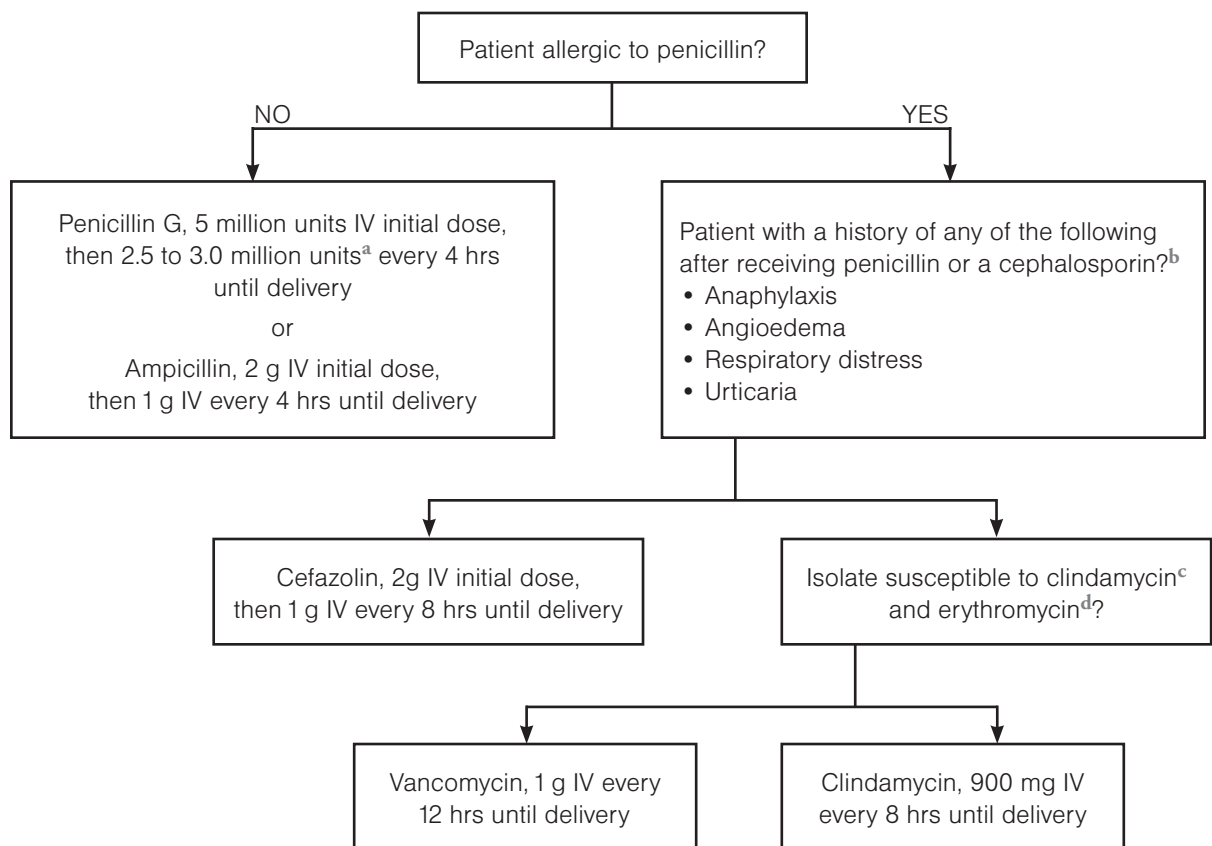 Patient allergic to penicillin?
NO
YES
Penicillin G, 5 million units IV initial dose,
then 2.5 to 3.0 million unitsᵃ every 4 hrs
until delivery
or
Ampicillin, 2 g IV initial dose,
then 1 g IV every 4 hrs until delivery
Patient with a history of any of the following
after receiving penicillin or a cephalosporin?ᵇ
• Anaphylaxis
• Angioedema
• Respiratory distress
• Urticaria
Cefazolin, 2g IV initial dose,
then 1 g IV every 8 hrs until delivery
Isolate susceptible to clindamycinᶜ
and erythromycinᵈ?
Vancomycin, 1 g IV every
12 hrs until delivery
Clindamycin, 900 mg IV
every 8 hrs until delivery